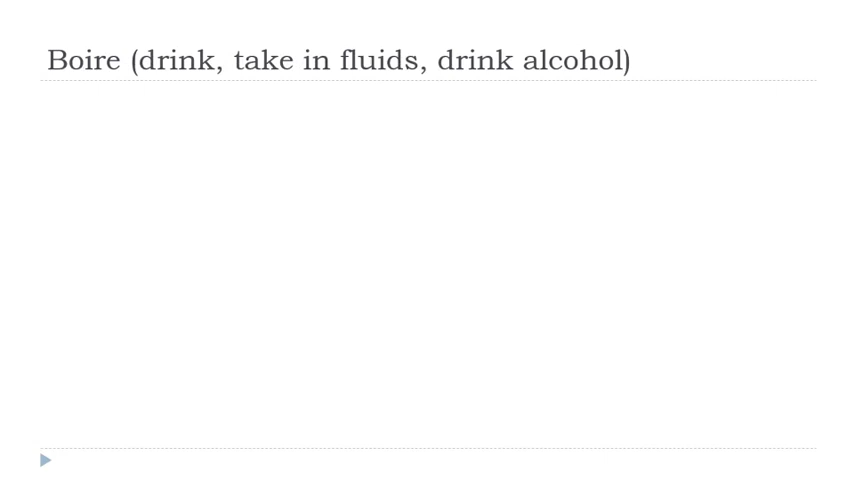 Boire (drink, take in fluids, drink alcohol)